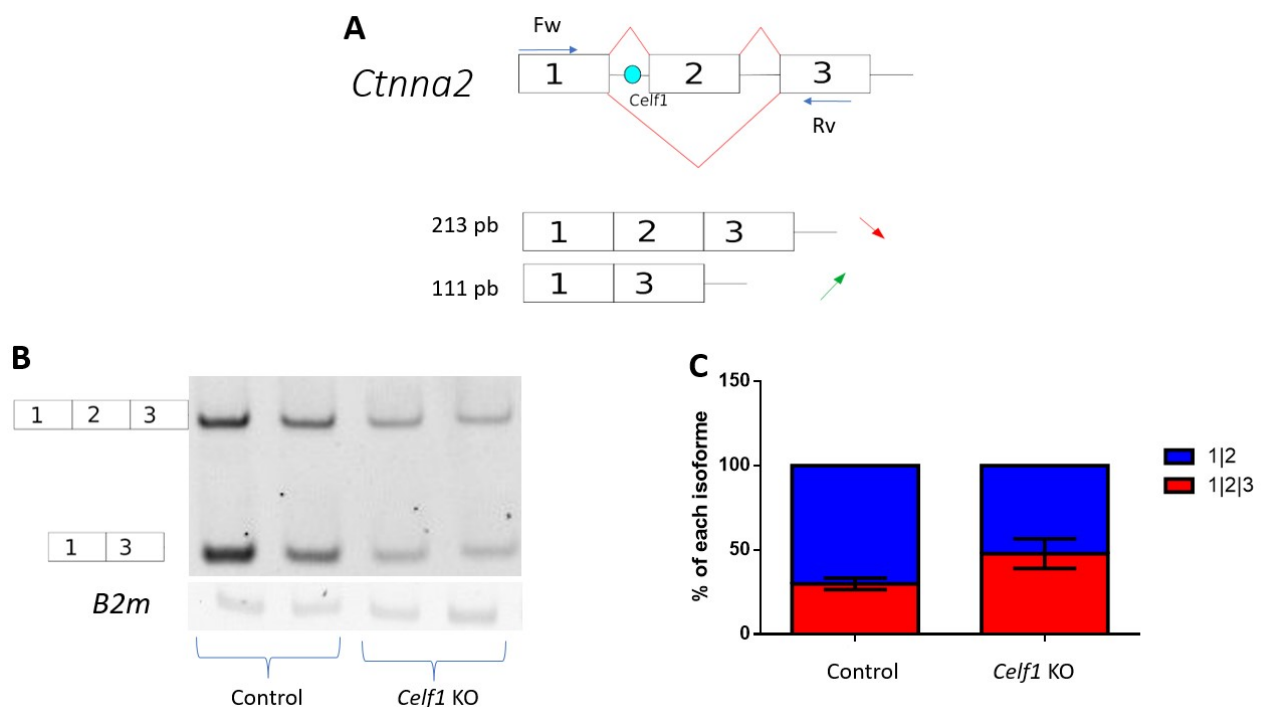 A
Fw
Ctnna2
1
2
3
Celf1
Rv
213 pb
1 2 3
111 pb
1 3
B
1 2 3
1 3
B2m
Control
Celf1 KO
C
% of each isoforme
150
100
50
0
Control
Celf1 KO
1|2
1|2|3